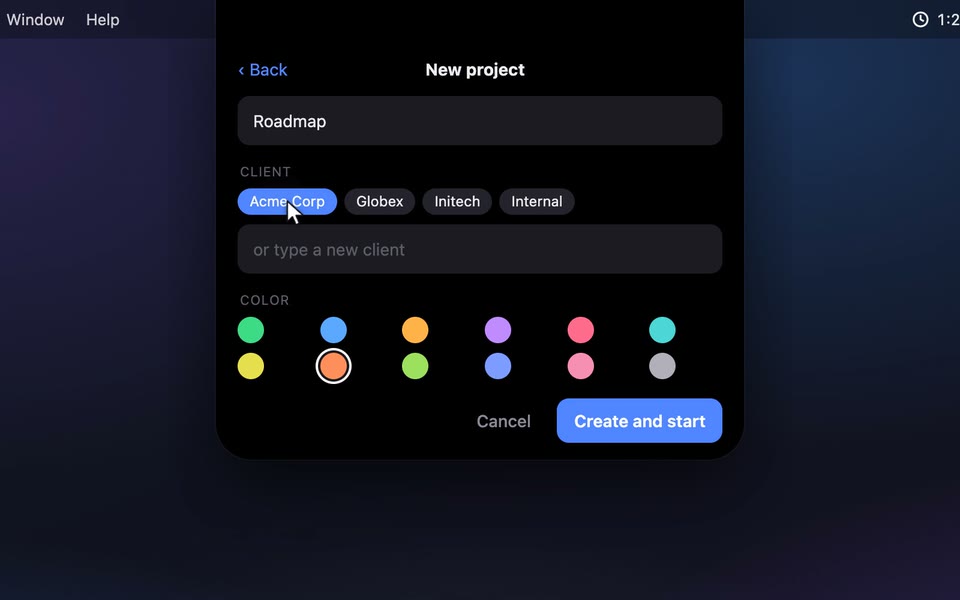 Window Help 1:2
‹ Back New project
Roadmap
CLIENT
Acme Corp Globex Initech Internal
or type a new client
COLOR
Cancel Create and start